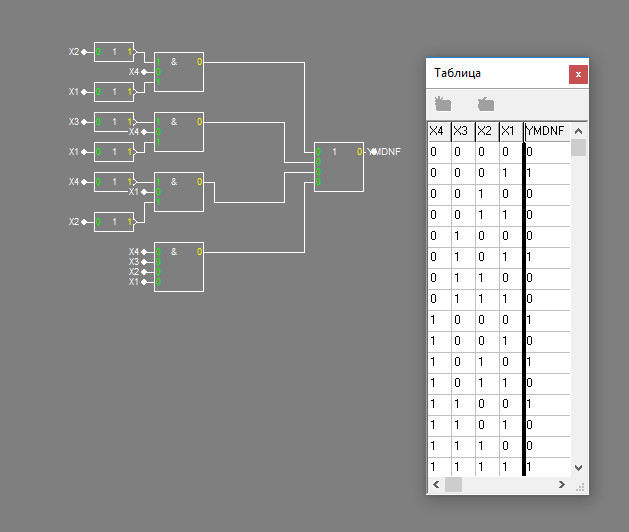 X2 0 1 1
1 & 0
X4 0
X1 0 1 1 1
X3 0 1 1 1 & 0
X4 0
X1 0 1 1 1
X4 0 1 1 1 & 0
X1 0
X2 0 1 1 1
X4 0 & 0
X3 0
X2 0
X1 0
0 1 0 YMDNF
0
0
0
Таблица
X4 X3 X2 X1 YMDNF
0 0 0 0 0
0 0 0 1 1
0 0 1 0 0
0 0 1 1 0
0 1 0 0 0
0 1 0 1 1
0 1 1 0 0
0 1 1 1 0
1 0 0 0 1
1 0 0 1 0
1 0 1 0 1
1 0 1 1 0
1 1 0 0 1
1 1 0 1 0
1 1 1 0 0
1 1 1 1 1